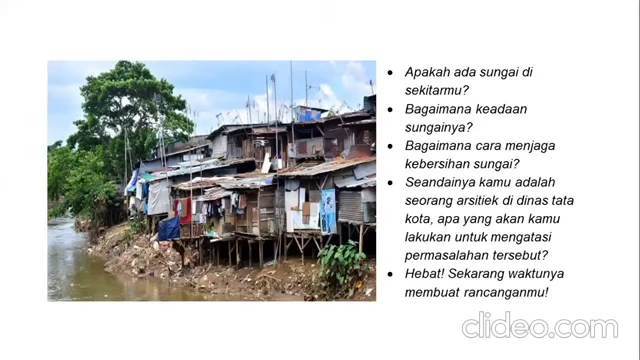 Apakah ada sungai di
sekitarmu?
Bagaimana keadaan
sungainya?
Bagaimana cara menjaga
kebersihan sungai?
Seandainya kamu adalah
seorang arsitiek di dinas tata
kota, apa yang akan kamu
lakukan untuk mengatasi
permasalahan tersebut?
Hebat! Sekarang waktunya
membuat rancanganmu!
clideo.com